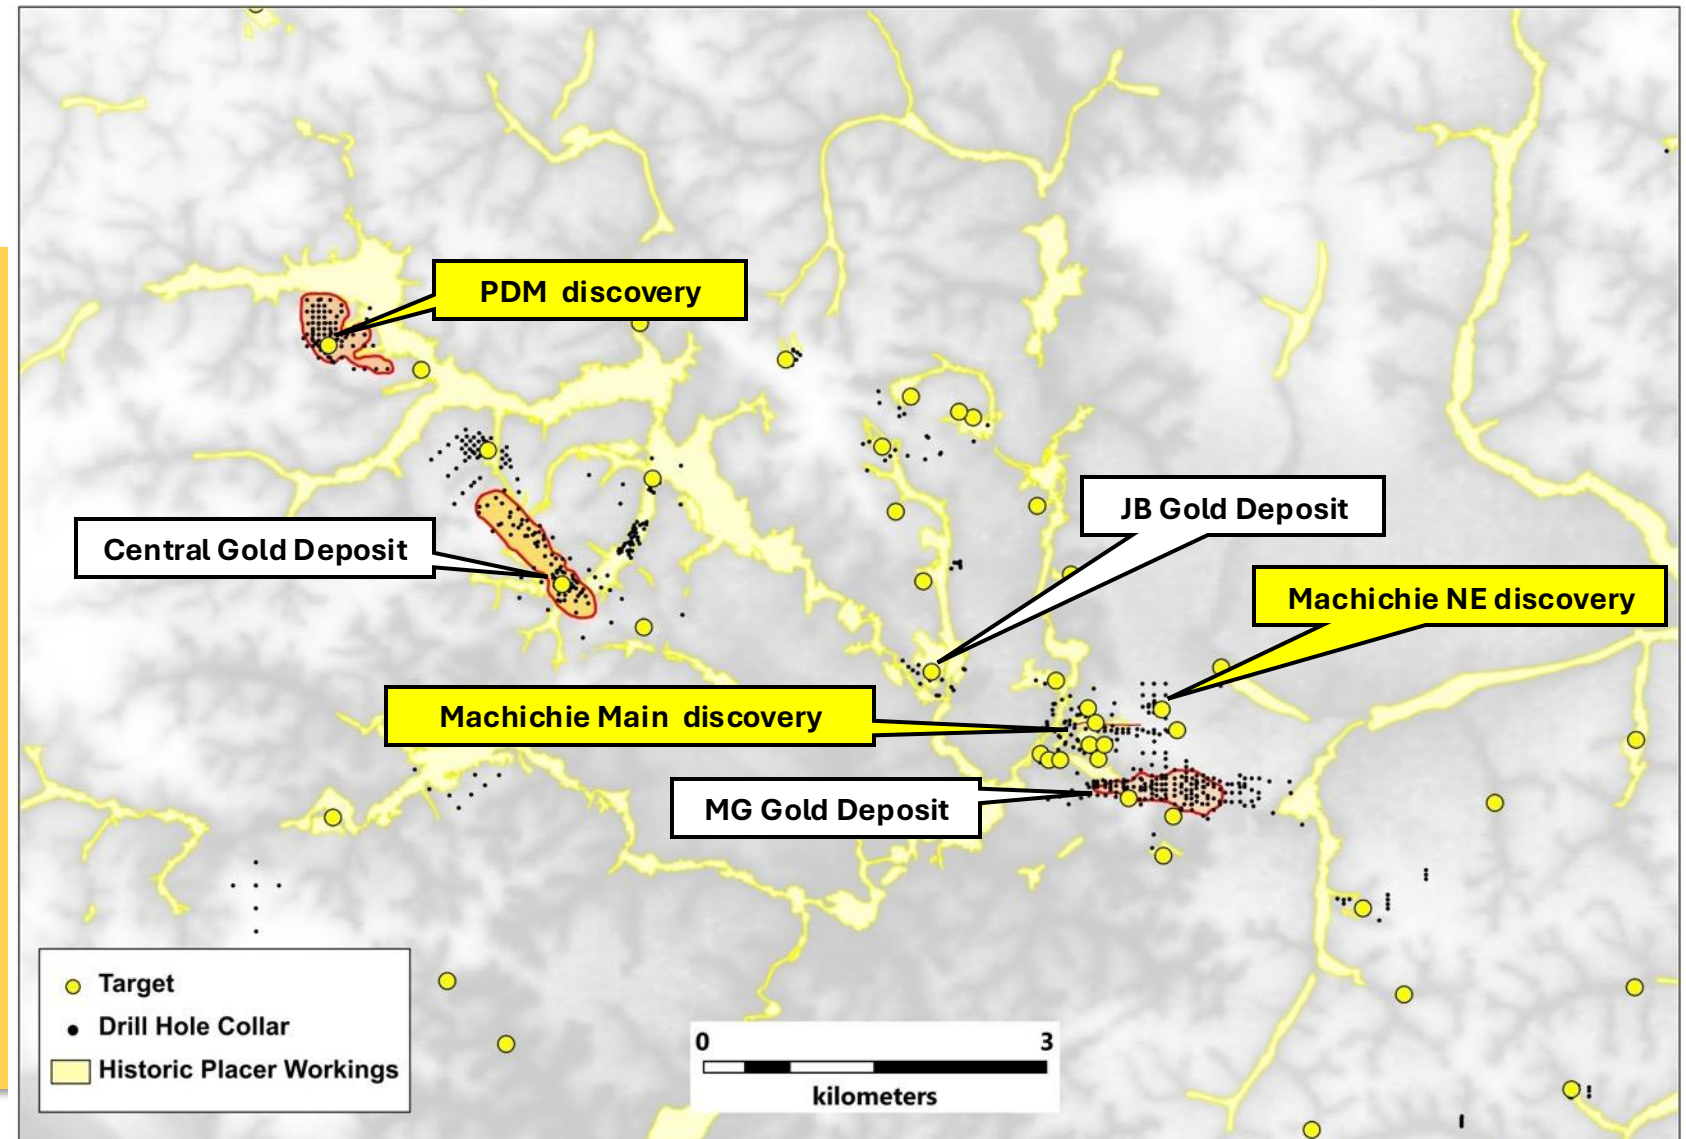 PDM discovery
JB Gold Deposit
Central Gold Deposit
Machichie NE discovery
Machichie Main discovery
MG Gold Deposit
Target
Drill Hole Collar
Historic Placer Workings
0 3
kilometers